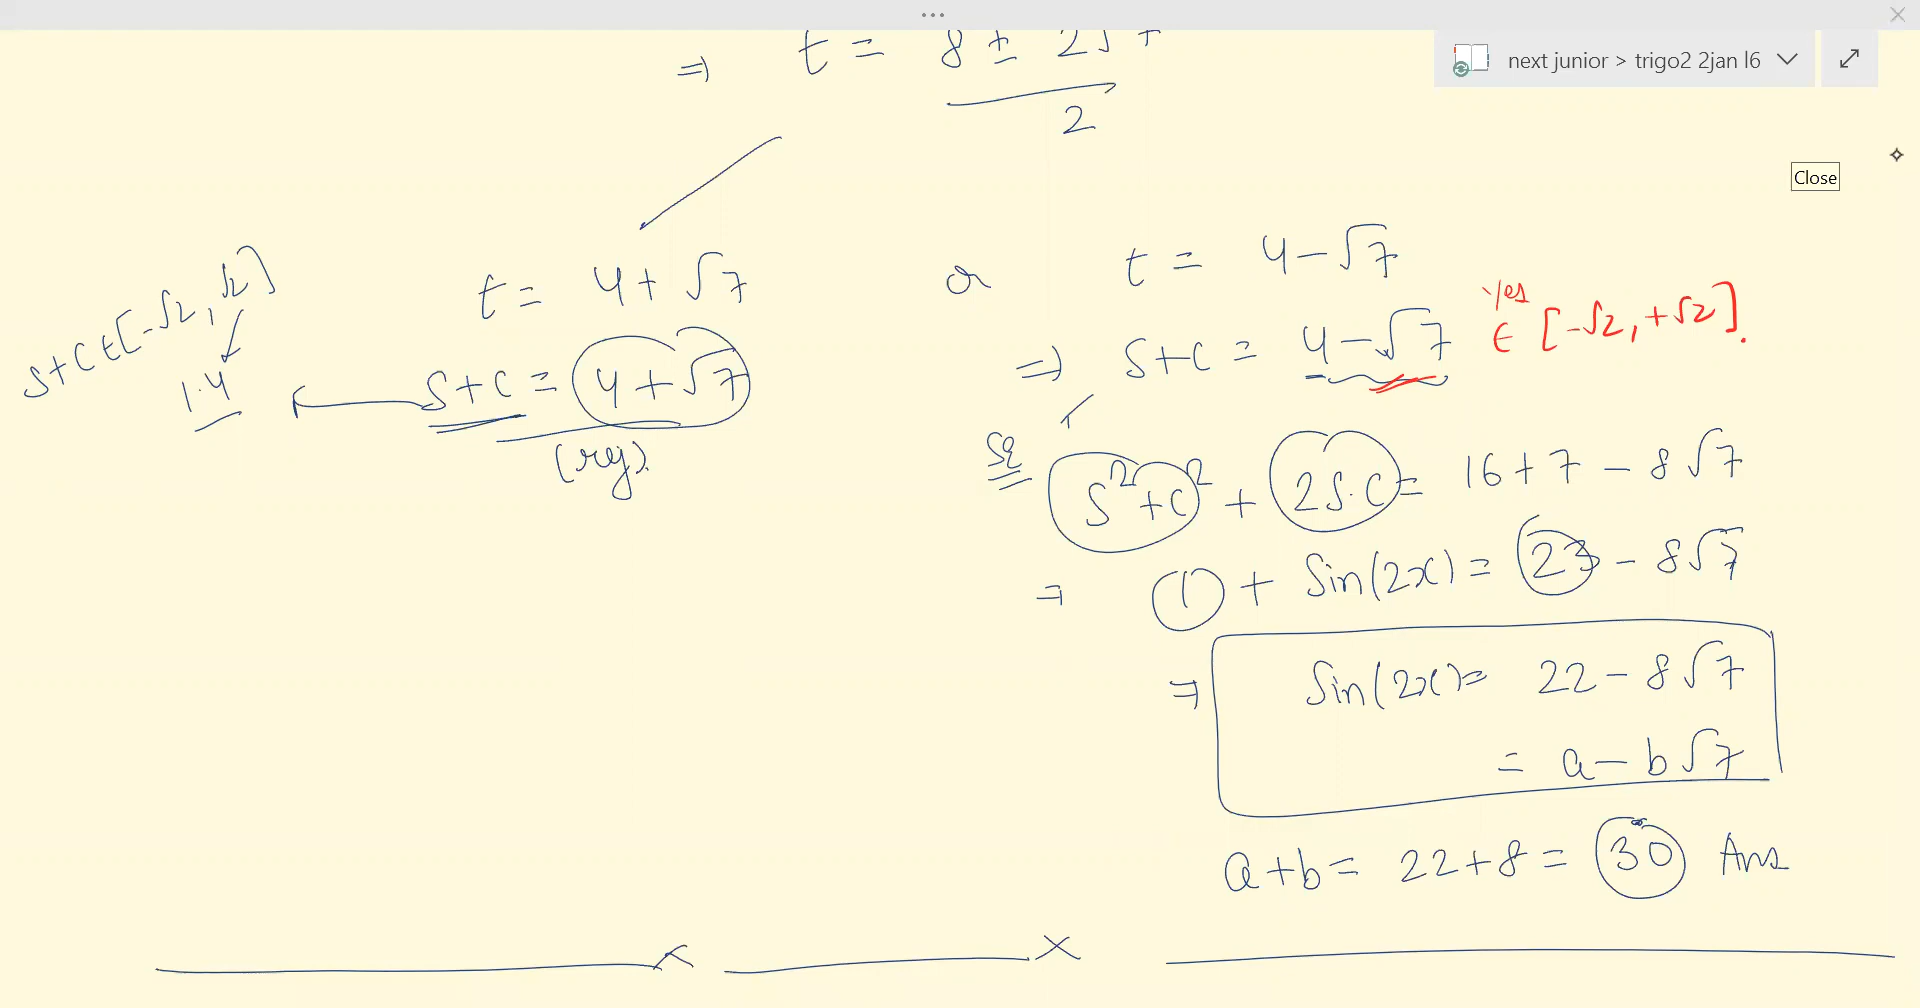 next junior > trigo2 2jan l6
Close
⇒ t = 8 ± 2√7
2
t = 4+√7 or t = 4-√7
S+C ∈ [-√2, √2]
1.4
S+C = 4+√7
(rej).
⇒ S+C = 4-√7 yes ∈ [-√2, +√2].
Sq
S²+C² + 2S.C = 16+7-8√7
⇒ 1 + Sin(2x) = 23-8√7
⇒ Sin(2x) = 22-8√7
= a-b√7
a+b = 22+8 = 30 Ans